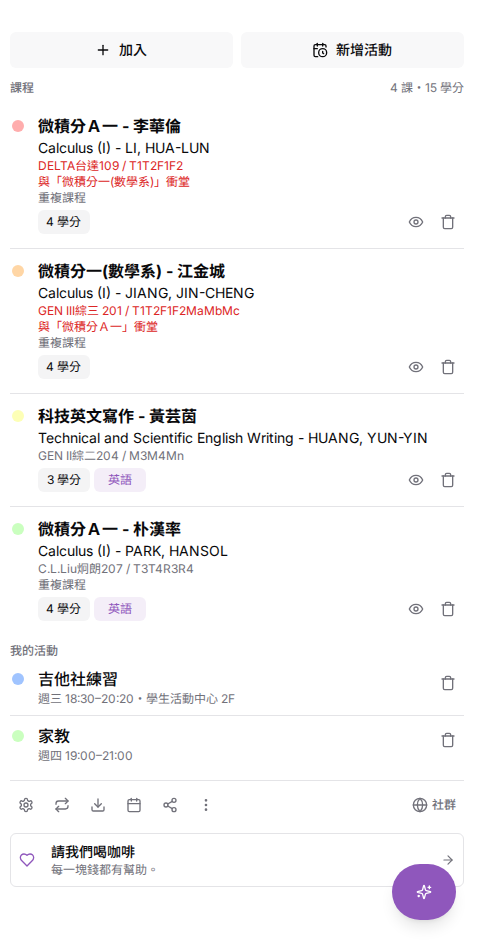 加入
新增活動
課程
4 課・15 學分
微積分Ａ一 - 李華倫
Calculus (I) - LI, HUA-LUN
DELTA台達109 / T1T2F1F2
與「微積分一(數學系)」衝堂
重複課程
4 學分
微積分一(數學系) - 江金城
Calculus (I) - JIANG, JIN-CHENG
GEN III綜三 201 / T1T2F1F2MaMbMc
與「微積分Ａ一」衝堂
重複課程
4 學分
科技英文寫作 - 黃芸茵
Technical and Scientific English Writing - HUANG, YUN-YIN
GEN II綜二204 / M3M4Mn
3 學分
英語
微積分Ａ一 - 朴漢率
Calculus (I) - PARK, HANSOL
C.L.Liu炯朗207 / T3T4R3R4
重複課程
4 學分
英語
我的活動
吉他社練習
週三 18:30–20:20・學生活動中心 2F
家教
週四 19:00–21:00
社群
請我們喝咖啡
每一塊錢都有幫助。